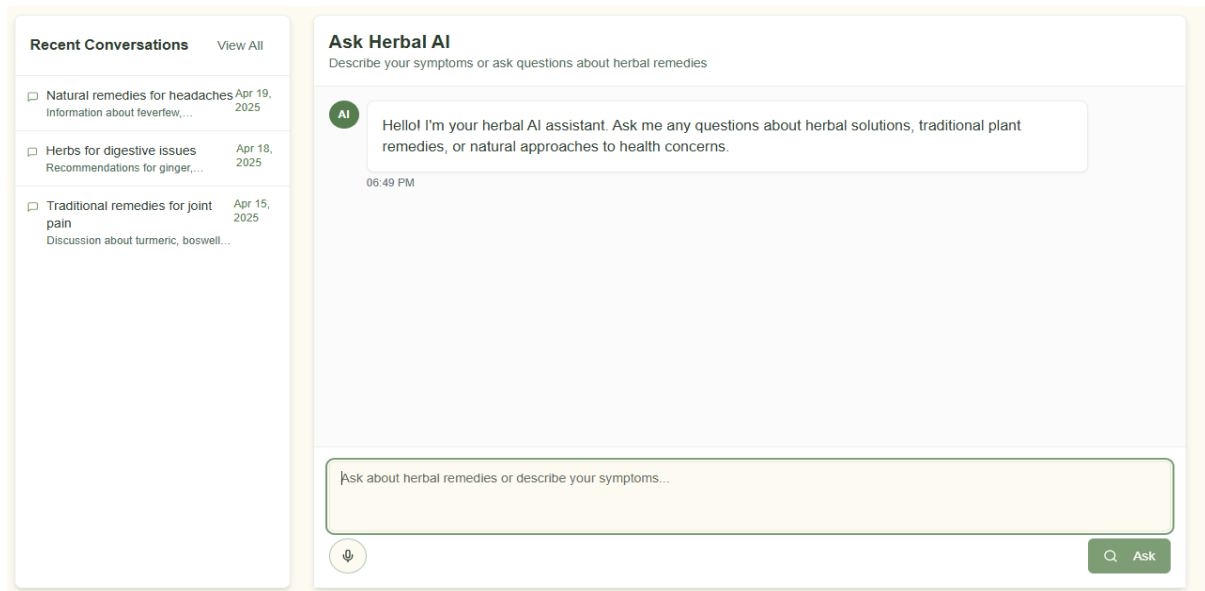 Recent Conversations View All
Natural remedies for headaches Apr 19,
2025
Information about feverfew,...
Herbs for digestive issues Apr 18,
2025
Recommendations for ginger,...
Traditional remedies for joint Apr 15,
pain 2025
Discussion about turmeric, boswell...
Ask Herbal AI
Describe your symptoms or ask questions about herbal remedies
AI
Hello! I'm your herbal AI assistant. Ask me any questions about herbal solutions, traditional plant
remedies, or natural approaches to health concerns.
06:49 PM
Ask about herbal remedies or describe your symptoms...
Ask